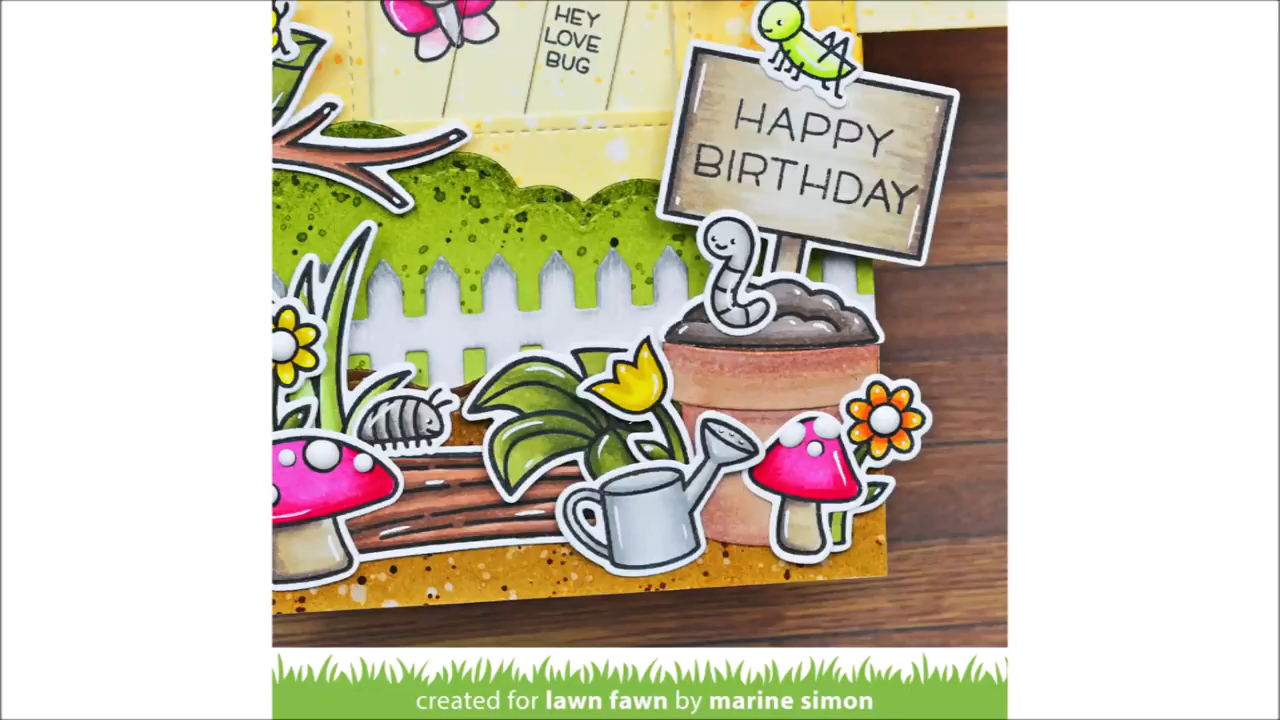 HEY
LOVE
BUG
HAPPY
BIRTHDAY
created for lawn fawn by marine simon